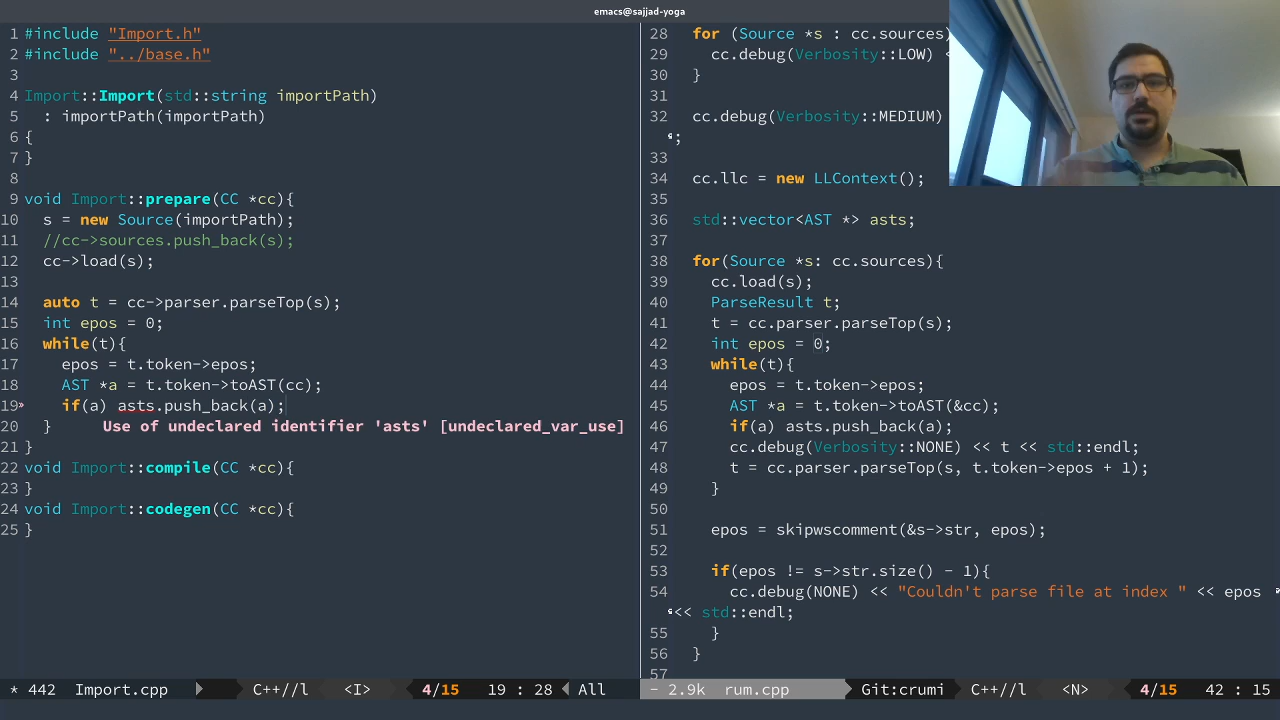 emacs@sajjad-yoga
1 #include "Import.h"
2 #include "../base.h"
3
4 Import::Import(std::string importPath)
5 : importPath(importPath)
6 {
7 }
8
9 void Import::prepare(CC *cc){
10 s = new Source(importPath);
11 //cc->sources.push_back(s);
12 cc->load(s);
13
14 auto t = cc->parser.parseTop(s);
15 int epos = 0;
16 while(t){
17 epos = t.token->epos;
18 AST *a = t.token->toAST(cc);
19 if(a) asts.push_back(a);
20 } Use of undeclared identifier 'asts' [undeclared_var_use]
21 }
22 void Import::compile(CC *cc){
23 }
24 void Import::codegen(CC *cc){
25 }
* 442 Import.cpp C++//l <I> 4/15 19 : 28 All
28 for (Source *s : cc.sources)
29 cc.debug(Verbosity::LOW) <
30 }
31
32 cc.debug(Verbosity::MEDIUM)
;
33
34 cc.llc = new LLContext();
35
36 std::vector<AST *> asts;
37
38 for(Source *s: cc.sources){
39 cc.load(s);
40 ParseResult t;
41 t = cc.parser.parseTop(s);
42 int epos = 0;
43 while(t){
44 epos = t.token->epos;
45 AST *a = t.token->toAST(&cc);
46 if(a) asts.push_back(a);
47 cc.debug(Verbosity::NONE) << t << std::endl;
48 t = cc.parser.parseTop(s, t.token->epos + 1);
49 }
50
51 epos = skipwscomment(&s->str, epos);
52
53 if(epos != s->str.size() - 1){
54 cc.debug(NONE) << "Couldn't parse file at index " << epos
<< std::endl;
55 }
56 }
57
- 2.9k rum.cpp Git:crumi C++//l <N> 4/15 42 : 15